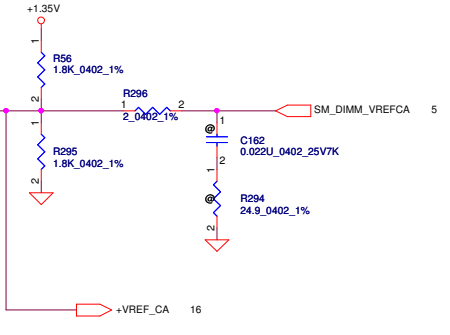 +1.35V
1
R56
1.8K_0402_1%
2
R296
1 2
2_0402_1%
SM_DIMM_VREFCA 5
1
@
C162
0.022U_0402_25V7K
2
1
R295
1.8K_0402_1%
2
1
@
R294
24.9_0402_1%
2
+VREF_CA 16